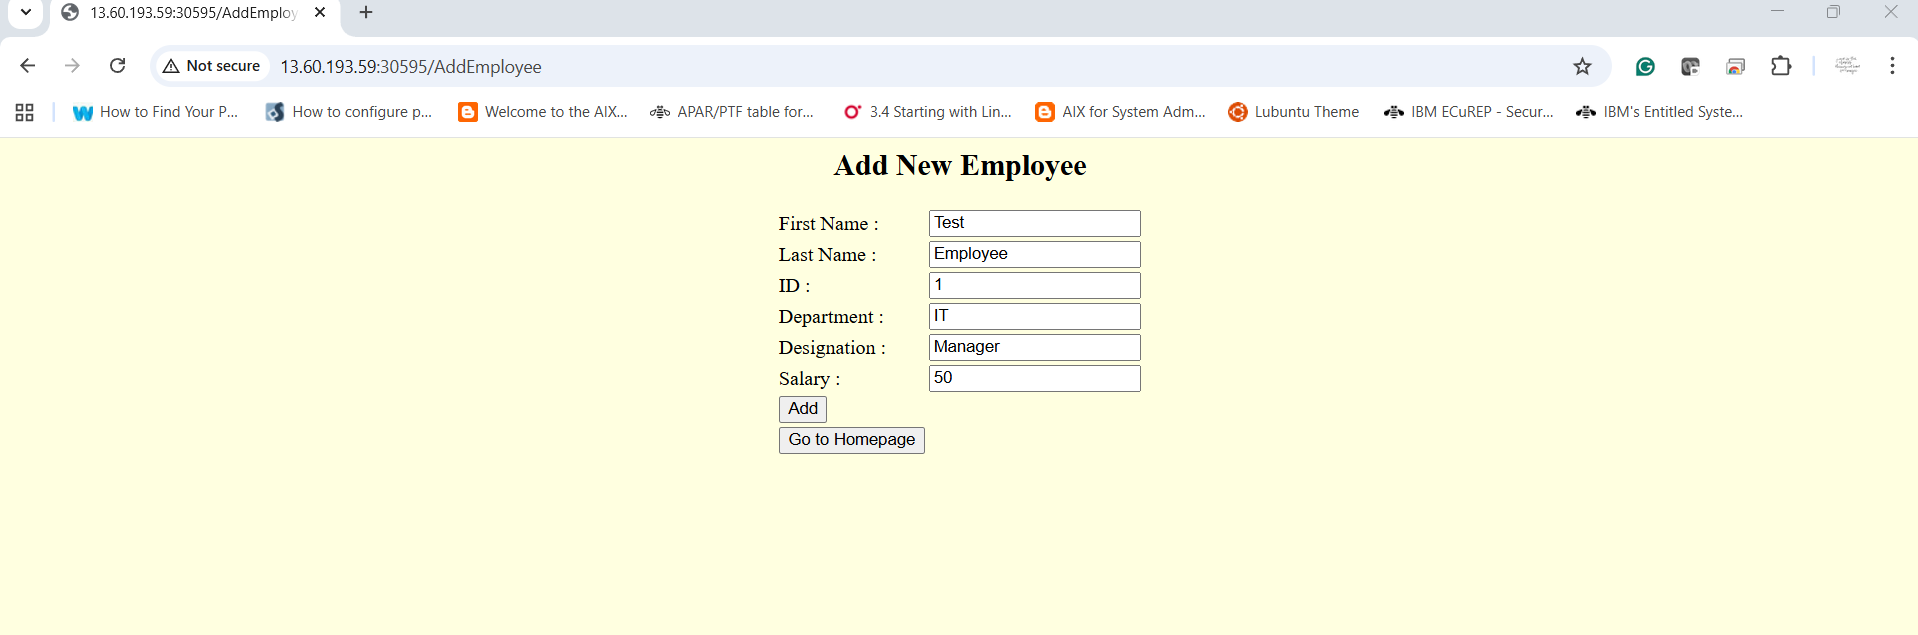 13.60.193.59:30595/AddEmploy
Not secure 13.60.193.59:30595/AddEmployee
How to Find Your P... How to configure p... Welcome to the AIX... APAR/PTF table for... 3.4 Starting with Lin... AIX for System Adm... Lubuntu Theme IBM ECuREP - Secur... IBM's Entitled Syste...
Add New Employee
First Name : Test
Last Name : Employee
ID : 1
Department : IT
Designation : Manager
Salary : 50
Add
Go to Homepage